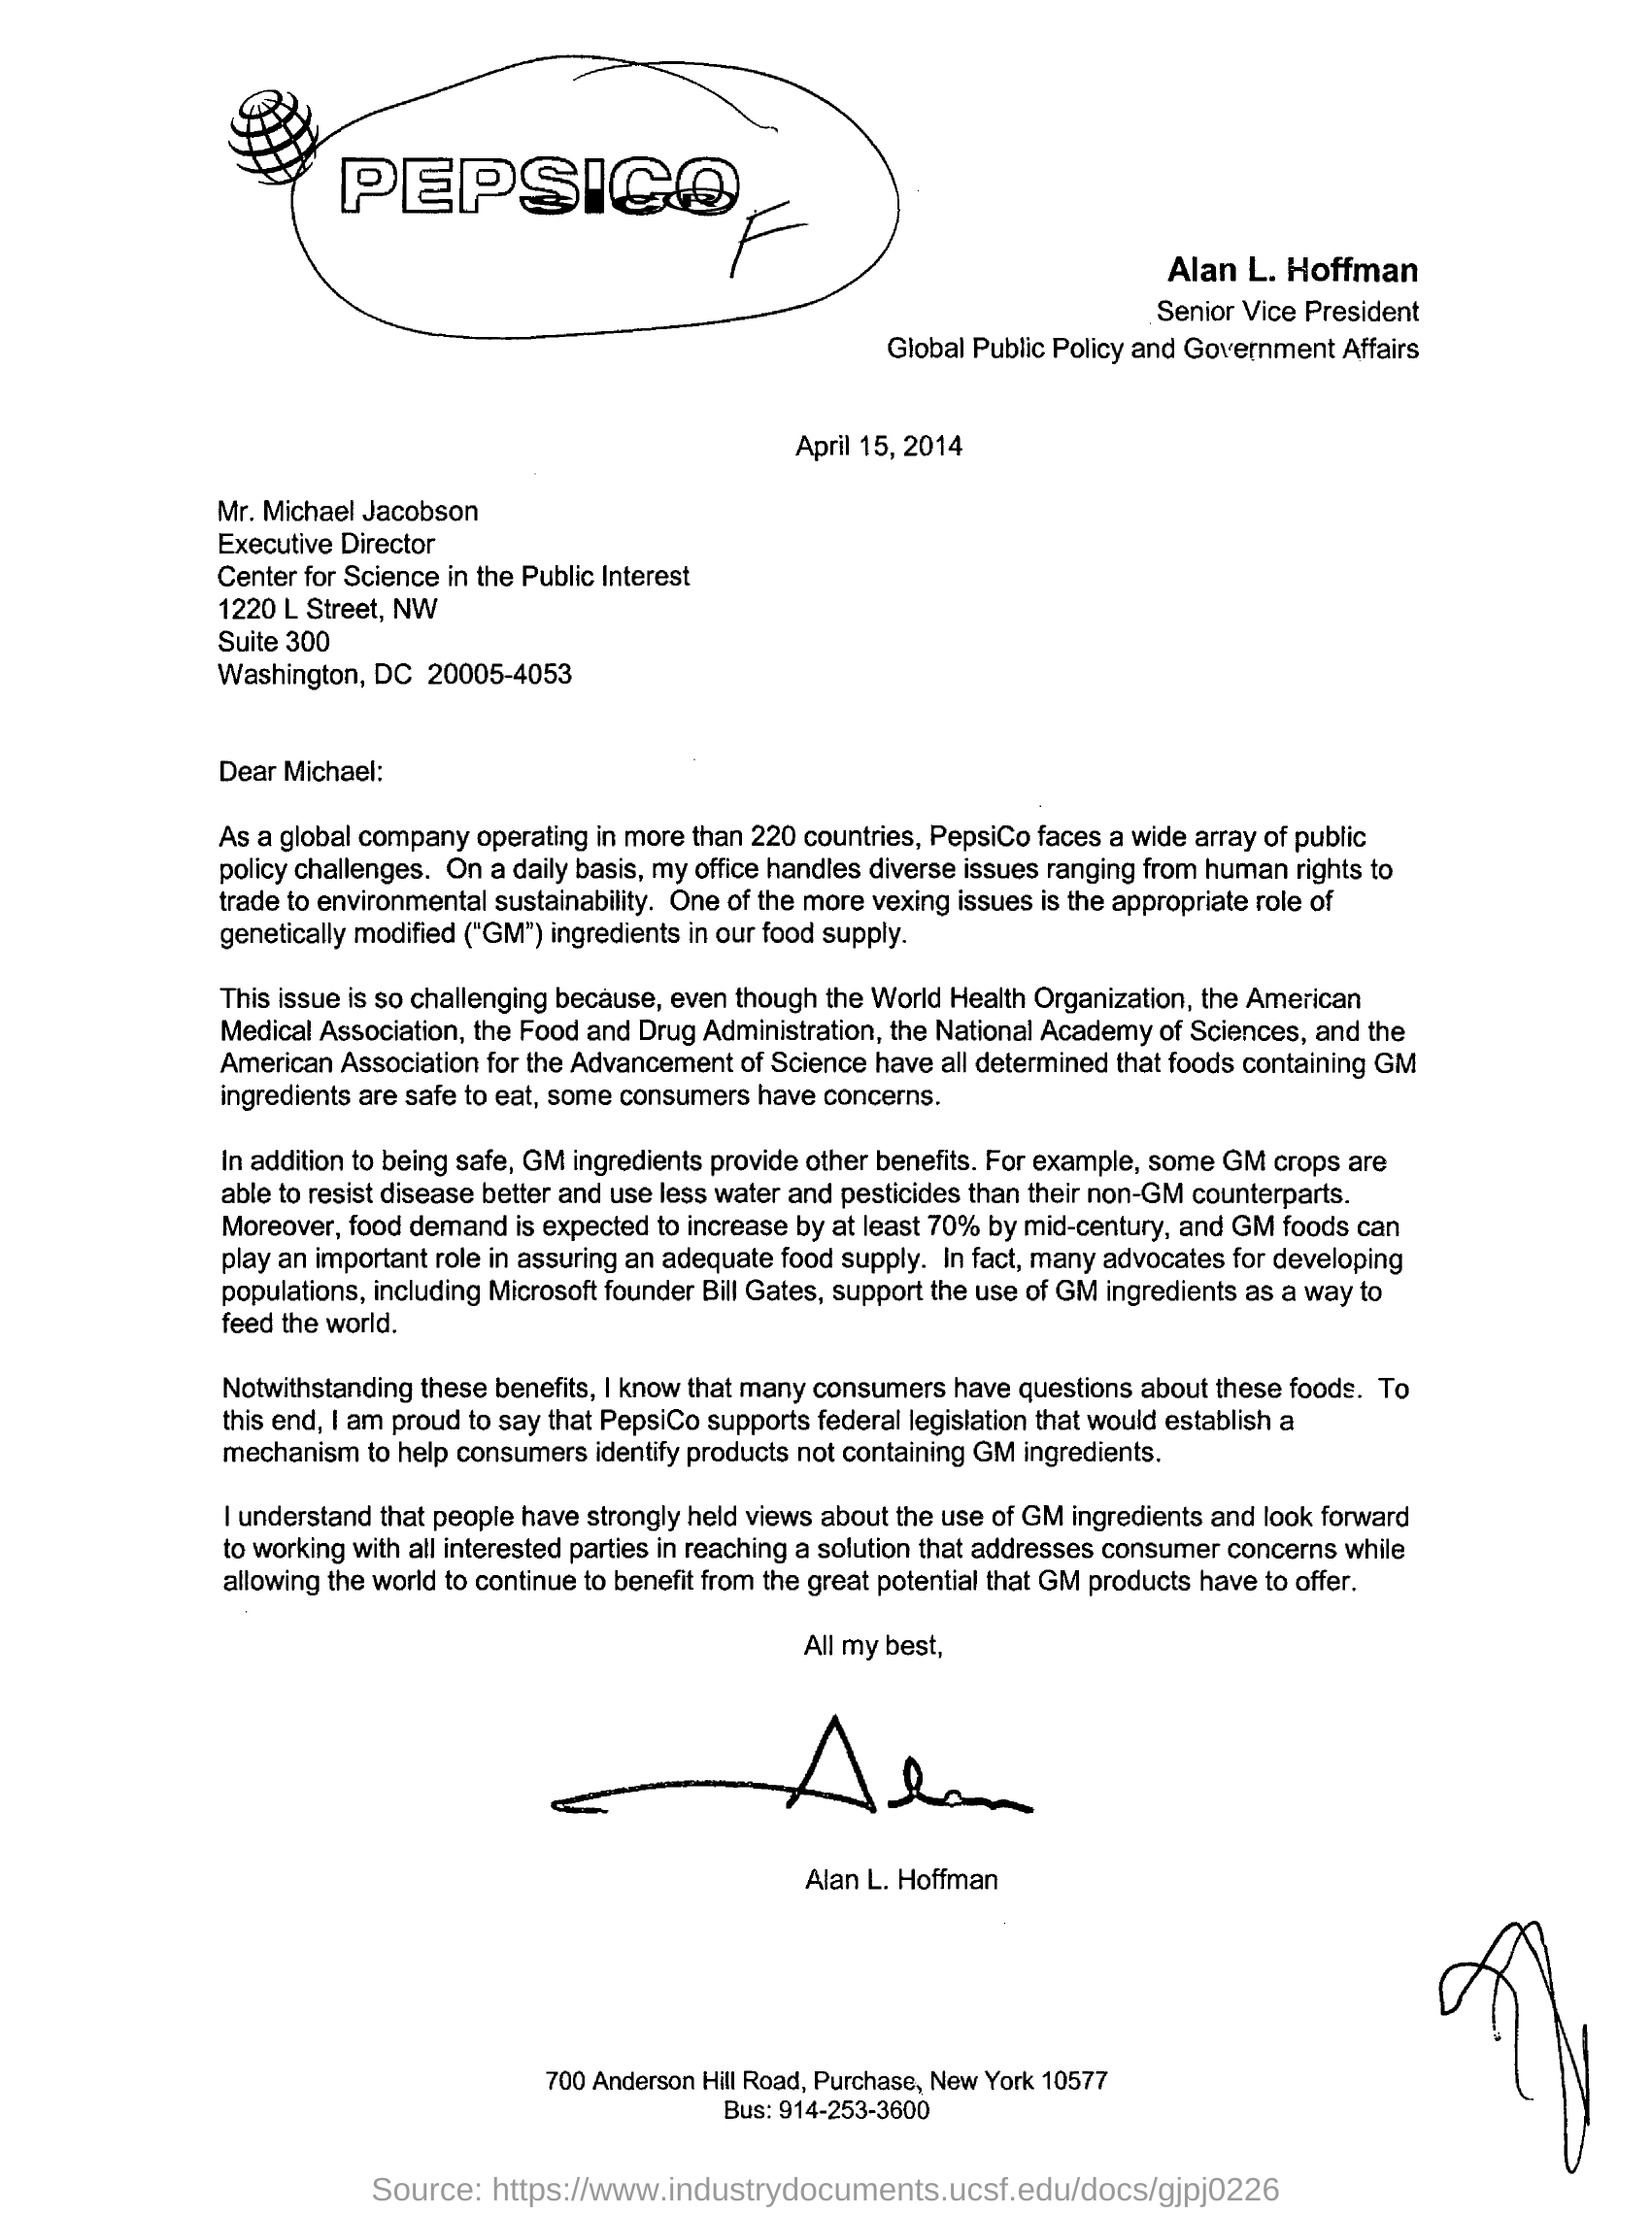 PEPSICO
F
Alan L. Hoffman
Senior Vice President
Global Public Policy and Government Affairs
April 15, 2014
Mr. Michael Jacobson
Executive Director
Center for Science in the Public Interest
1220 L Street, NW
Suite 300
Washington, DC 20005-4053
Dear Michael:
As a global company operating in more than 220 countries, PepsiCo faces a wide array of public
policy challenges. On a daily basis, my office handles diverse issues ranging from human rights to
trade to environmental sustainability. One of the more vexing issues is the appropriate role of
genetically modified ("GM") ingredients in our food supply.
This issue is so challenging because, even though the World Health Organization, the American
Medical Association, the Food and Drug Administration, the National Academy of Sciences, and the
American Association for the Advancement of Science have all determined that foods containing GM
ingredients are safe to eat, some consumers have concerns.
In addition to being safe, GM ingredients provide other benefits. For example, some GM crops are
able to resist disease better and use less water and pesticides than their non-GM counterparts.
Moreover, food demand is expected to increase by at least 70% by mid-century, and GM foods can
play an important role in assuring an adequate food supply. In fact, many advocates for developing
populations, including Microsoft founder Bill Gates, support the use of GM ingredients as a way to
feed the world.
Notwithstanding these benefits, I know that many consumers have questions about these foods. To
this end, I am proud to say that PepsiCo supports federal legislation that would establish a
mechanism to help consumers identify products not containing GM ingredients.
I understand that people have strongly held views about the use of GM ingredients and look forward
to working with all interested parties in reaching a solution that addresses consumer concerns while
allowing the world to continue to benefit from the great potential that GM products have to offer.
All my best,
Alan
Alan L. Hoffman
700 Anderson Hill Road, Purchase, New York 10577
Bus: 914-253-3600
Source: https://www.industrydocuments.ucsf.edu/docs/gjpj0226